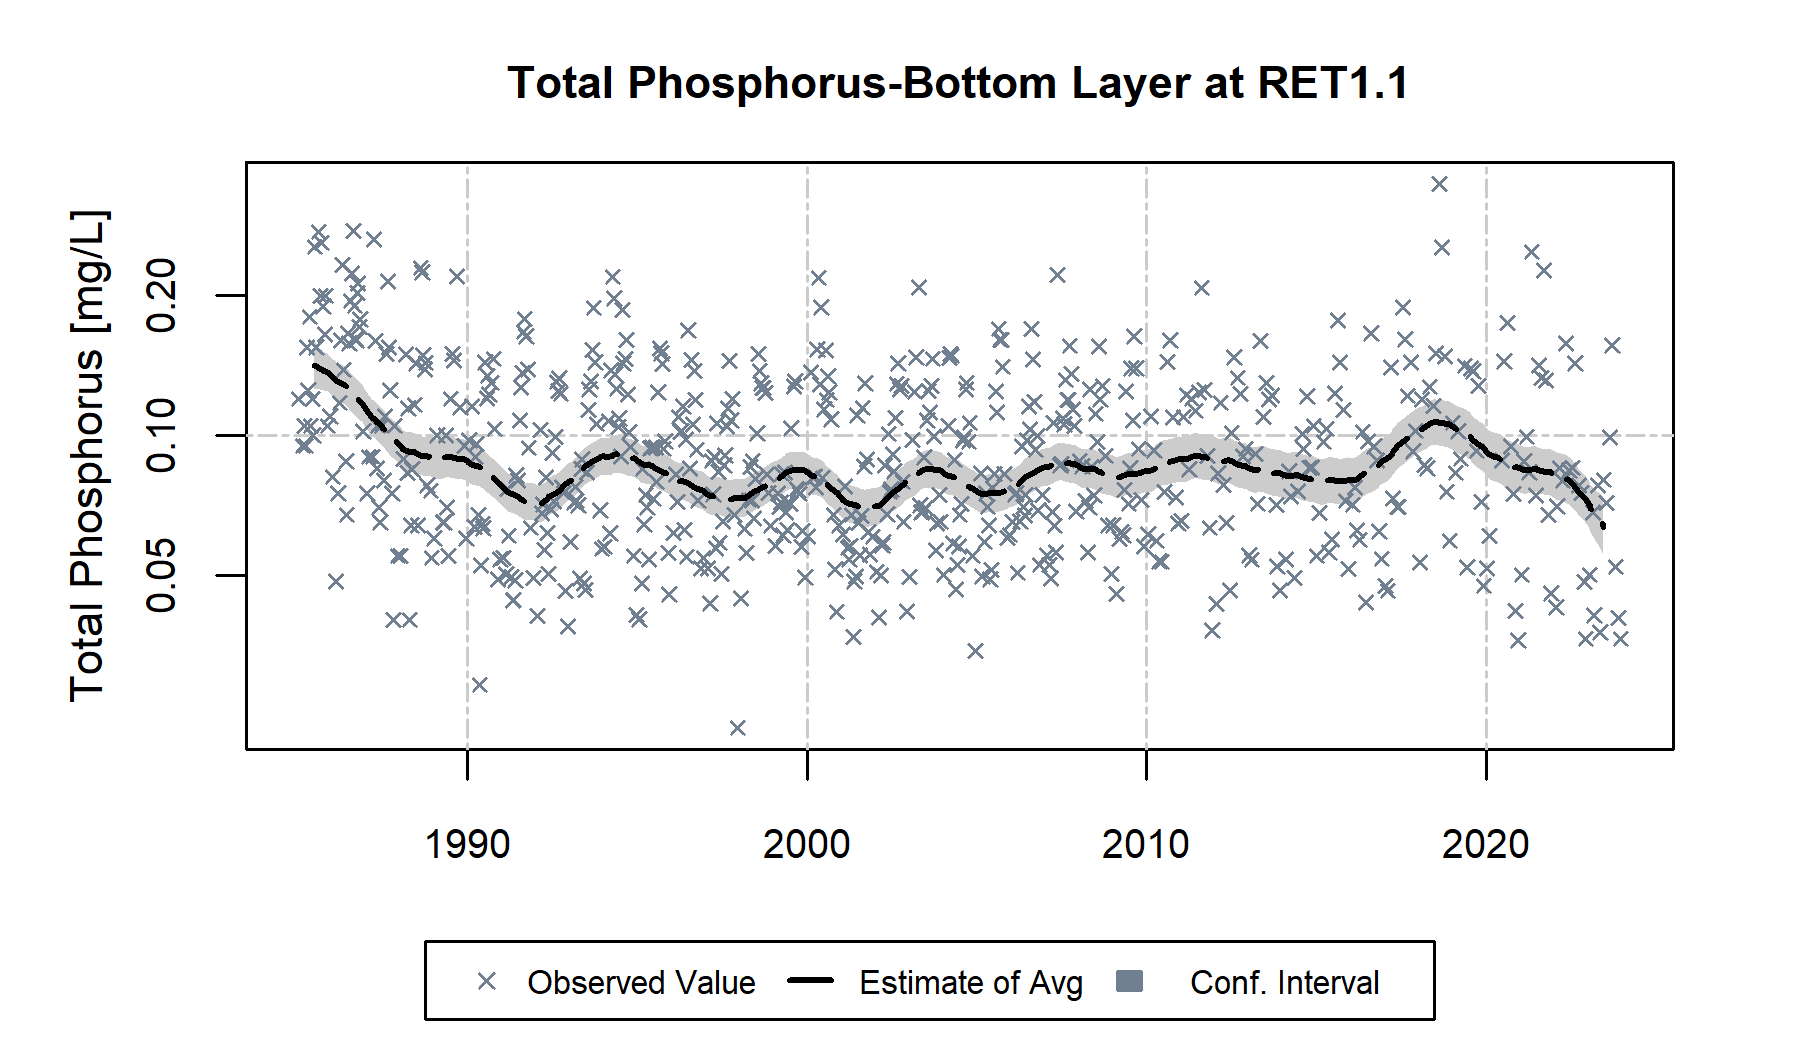 Total Phosphorus-Bottom Layer at RET1.1
Total Phosphorus [mg/L]
0.20
0.10
0.05
1990 2000 2010 2020
Observed Value Estimate of Avg Conf. Interval